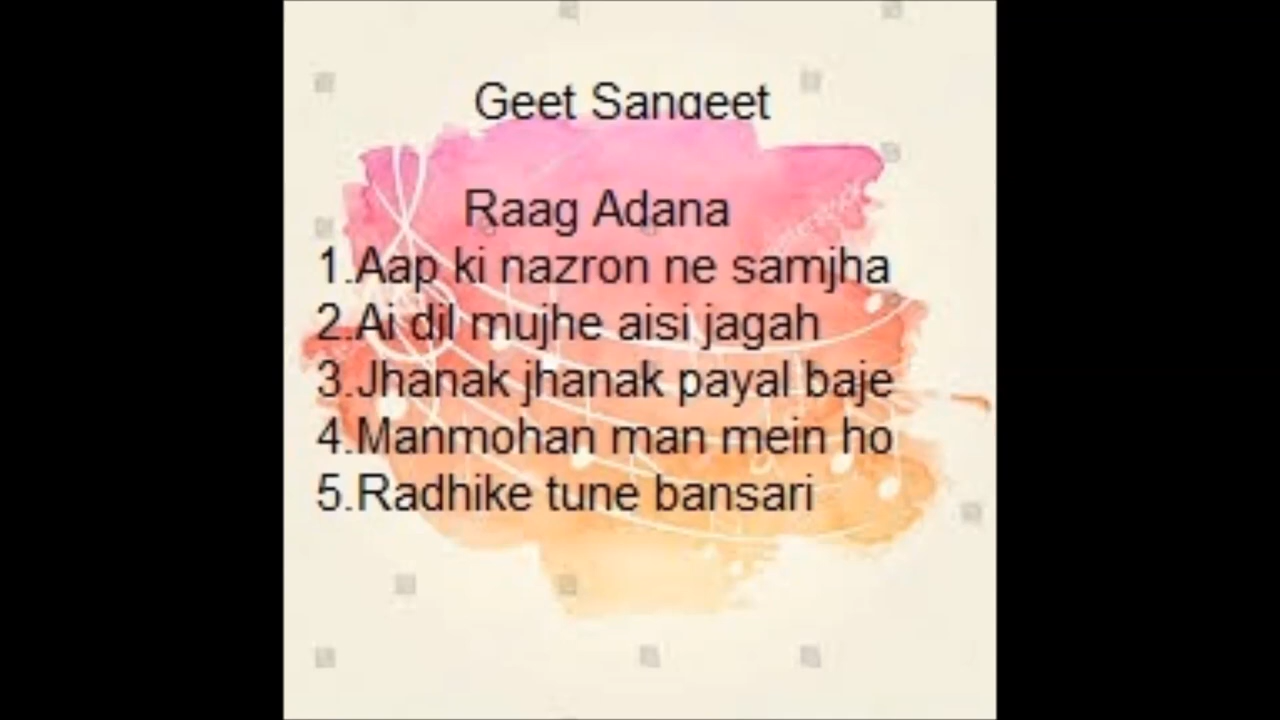 Geet Sangeet
Raag Adana
1.Aap ki nazron ne samjha
2.Ai dil mujhe aisi jagah
3.Jhanak jhanak payal baje
4.Manmohan man mein ho
5.Radhike tune bansari